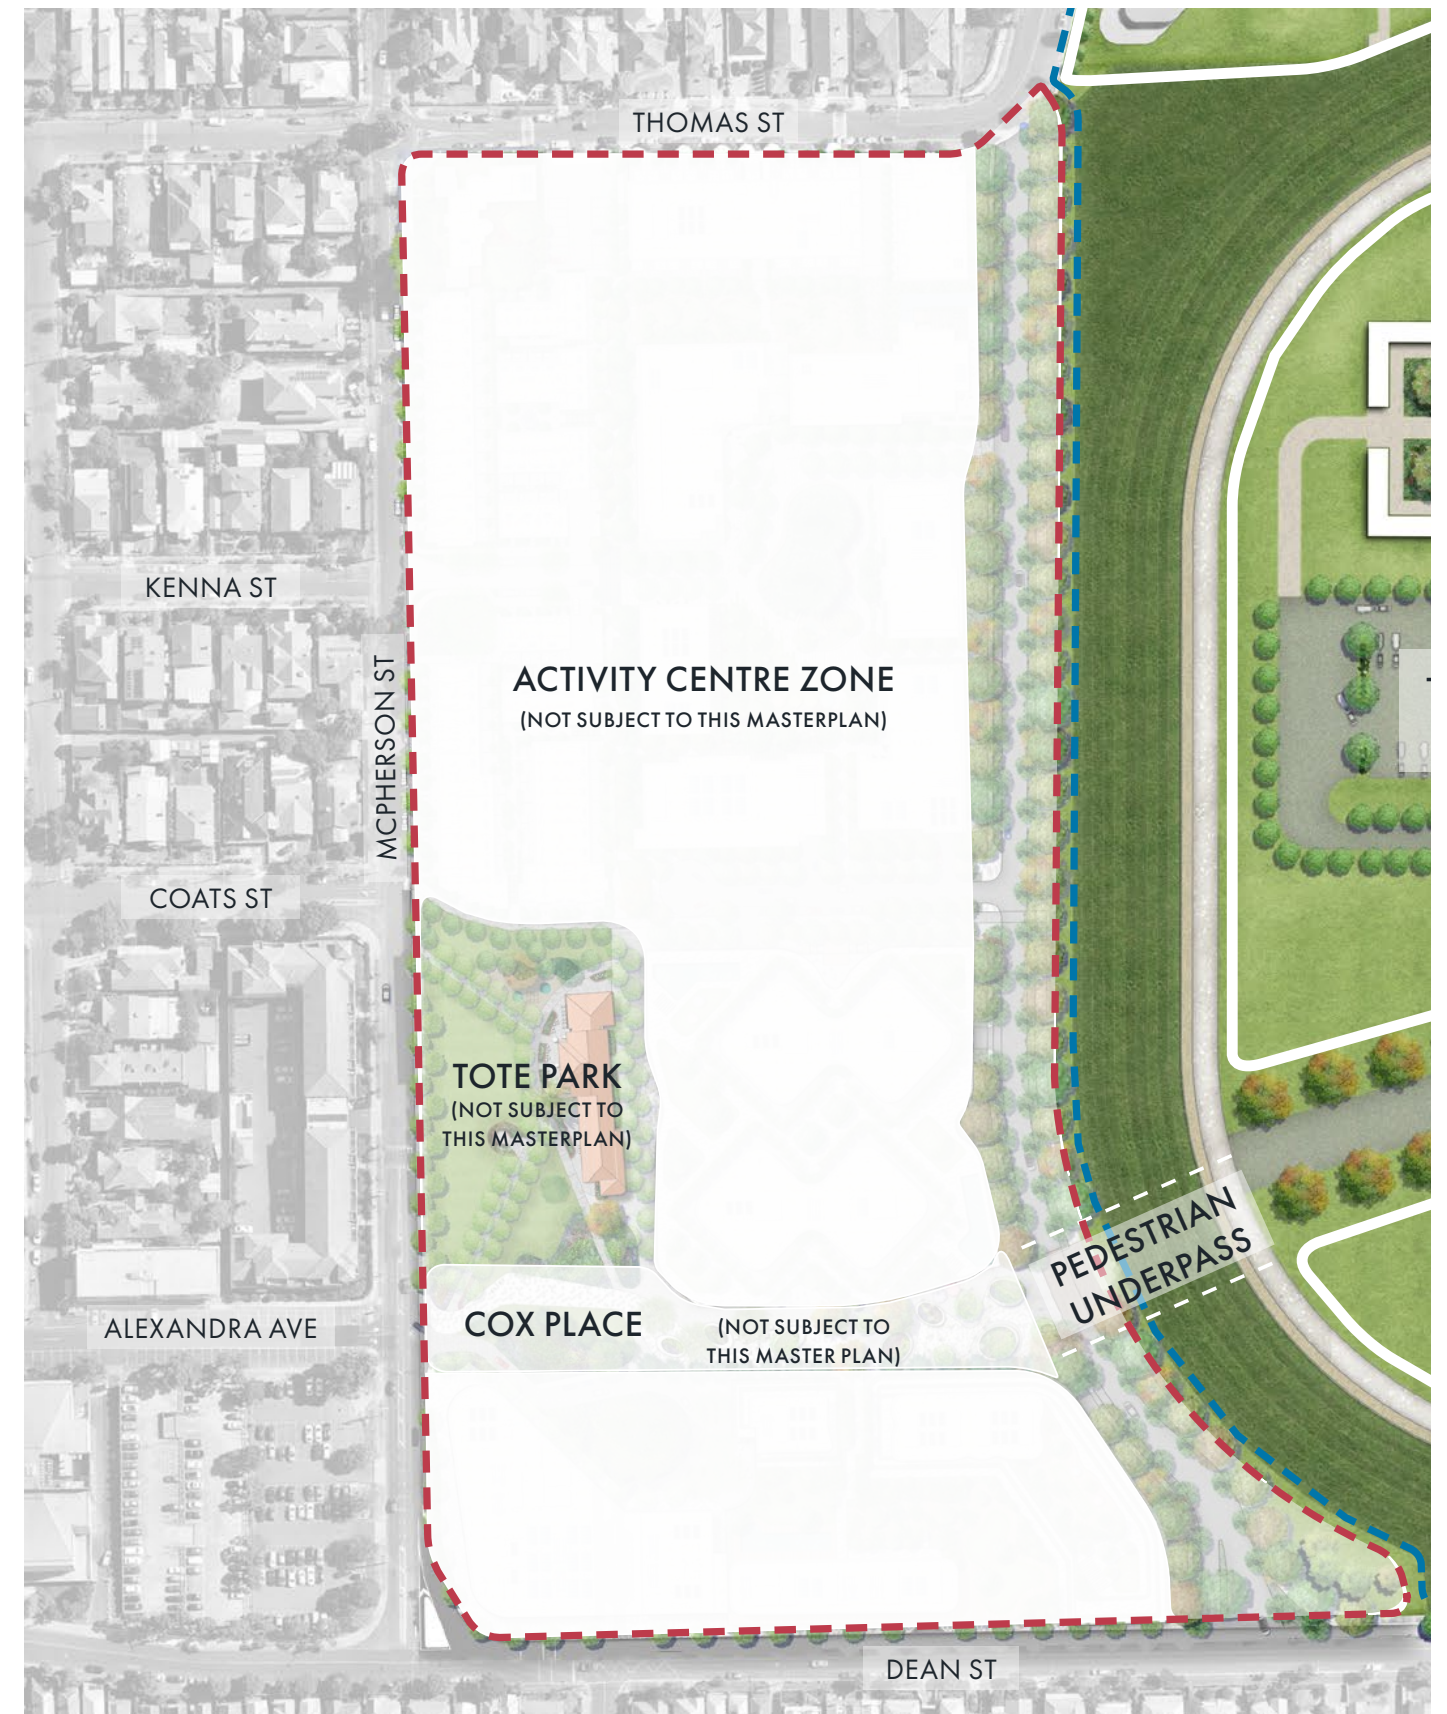 THOMAS ST
KENNA ST
MCPHERSON ST
ACTIVITY CENTRE ZONE
(NOT SUBJECT TO THIS MASTERPLAN)
COATS ST
TOTE PARK
(NOT SUBJECT TO
THIS MASTERPLAN)
PEDESTRIAN
UNDERPASS
ALEXANDRA AVE
COX PLACE
(NOT SUBJECT TO
THIS MASTER PLAN)
DEAN ST